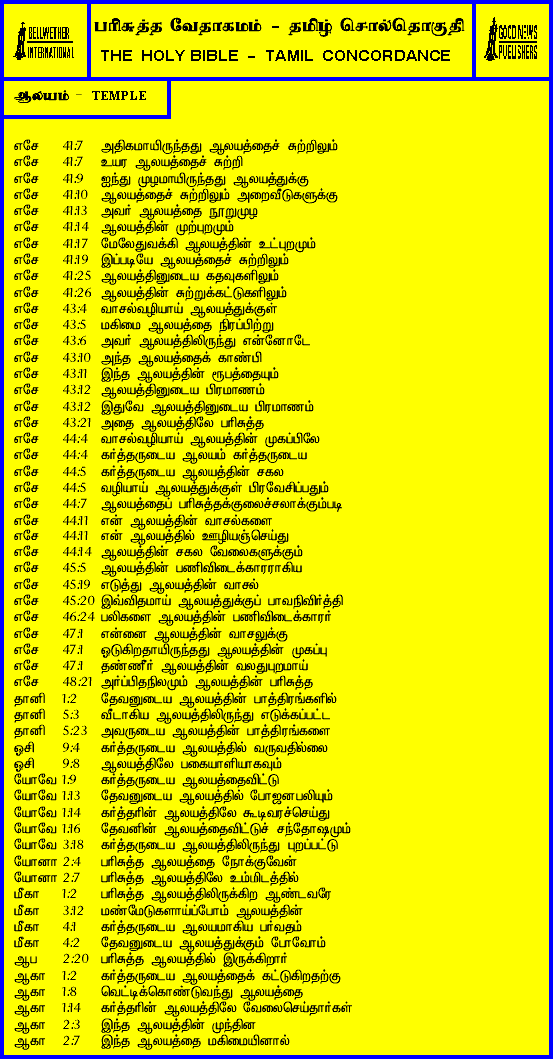 BELLWETHER
INTERNATIONAL
பரிசுத்த வேதாகமம் - தமிழ் சொல்தொகுதி
THE HOLY BIBLE - TAMIL CONCORDANCE
GOOD NEWS
PUBLISHERS
ஆலயம் - TEMPLE
எசே 41:7 அதிகமாயிருந்தது ஆலயத்தைச் சுற்றிலும்
எசே 41:7 உயர ஆலயத்தைச் சுற்றி
எசே 41:9 ஐந்து முழமாயிருந்தது ஆலயத்துக்கு
எசே 41:10 ஆலயத்தைச் சுற்றிலும் அறைவீடுகளுக்கு
எசே 41:13 அவர் ஆலயத்தை நூறுமுழ
எசே 41:14 ஆலயத்தின் முற்புறமும்
எசே 41:17 மேலேதுவக்கி ஆலயத்தின் உட்புறமும்
எசே 41:19 இப்படியே ஆலயத்தைச் சுற்றிலும்
எசே 41:25 ஆலயத்தினுடைய கதவுகளிலும்
எசே 41:26 ஆலயத்தின் சுற்றுக்கட்டுகளிலும்
எசே 43:4 வாசல்வழியாய் ஆலயத்துக்குள்
எசே 43:5 மகிமை ஆலயத்தை நிரப்பிற்று
எசே 43:6 அவர் ஆலயத்திலிருந்து என்னோடே
எசே 43:10 அந்த ஆலயத்தைக் காண்பி
எசே 43:11 இந்த ஆலயத்தின் ரூபத்தையும்
எசே 43:12 ஆலயத்தினுடைய பிரமாணம்
எசே 43:12 இதுவே ஆலயத்தினுடைய பிரமாணம்
எசே 43:21 அதை ஆலயத்திலே பரிசுத்த
எசே 44:4 வாசல்வழியாய் ஆலயத்தின் முகப்பிலே
எசே 44:4 கர்த்தருடைய ஆலயம் கர்த்தருடைய
எசே 44:5 கர்த்தருடைய ஆலயத்தின் சகல
எசே 44:5 வழியாய் ஆலயத்துக்குள் பிரவேசிப்பதும்
எசே 44:7 ஆலயத்தைப் பரிசுத்தக்குலைச்சலாக்கும்படி
எசே 44:11 என் ஆலயத்தின் வாசல்களை
எசே 44:11 என் ஆலயத்தில் ஊழியஞ்செய்து
எசே 44:14 ஆலயத்தின் சகல வேலைகளுக்கும்
எசே 45:5 ஆலயத்தின் பணிவிடைக்காரராகிய
எசே 45:19 எடுத்து ஆலயத்தின் வாசல்
எசே 45:20 இவ்விதமாய் ஆலயத்துக்குப் பாவநிவிர்த்தி
எசே 46:24 பலிகளை ஆலயத்தின் பணிவிடைக்காரர்
எசே 47:1 என்னை ஆலயத்தின் வாசலுக்கு
எசே 47:1 ஓடுகிறதாயிருந்தது ஆலயத்தின் முகப்பு
எசே 47:1 தண்ணீர் ஆலயத்தின் வலதுபுறமாய்
எசே 48:21 அர்ப்பிதநிலமும் ஆலயத்தின் பரிசுத்த
தானி 1:2 தேவனுடைய ஆலயத்தின் பாத்திரங்களில்
தானி 5:3 வீடாகிய ஆலயத்திலிருந்து எடுக்கப்பட்ட
தானி 5:23 அவருடைய ஆலயத்தின் பாத்திரங்களை
ஓசி 9:4 கர்த்தருடைய ஆலயத்தில் வருவதில்லை
ஓசி 9:8 ஆலயத்திலே பகையாளியாகவும்
யோவே 1:9 கர்த்தருடைய ஆலயத்தைவிட்டு
யோவே 1:13 தேவனுடைய ஆலயத்தில் போஜனபலியும்
யோவே 1:14 கர்த்தரின் ஆலயத்திலே கூடிவரச்செய்து
யோவே 1:16 தேவனின் ஆலயத்தைவிட்டுச் சந்தோஷமும்
யோவே 3:18 கர்த்தருடைய ஆலயத்திலிருந்து புறப்பட்டு
யோனா 2:4 பரிசுத்த ஆலயத்தை நோக்குவேன்
யோனா 2:7 பரிசுத்த ஆலயத்திலே உம்மிடத்தில்
மீகா 1:2 பரிசுத்த ஆலயத்திலிருக்கிற ஆண்டவரே
மீகா 3:12 மண்மேடுகளாய்ப்போம் ஆலயத்தின்
மீகா 4:1 கர்த்தருடைய ஆலயமாகிய பர்வதம்
மீகா 4:2 தேவனுடைய ஆலயத்துக்கும் போவோம்
ஆப 2:20 பரிசுத்த ஆலயத்தில் இருக்கிறார்
ஆகா 1:2 கர்த்தருடைய ஆலயத்தைக் கட்டுகிறதற்கு
ஆகா 1:8 வெட்டிக்கொண்டுவந்து ஆலயத்தை
ஆகா 1:14 கர்த்தரின் ஆலயத்திலே வேலைசெய்தார்கள்
ஆகா 2:3 இந்த ஆலயத்தின் முந்தின
ஆகா 2:7 இந்த ஆலயத்தை மகிமையினால்